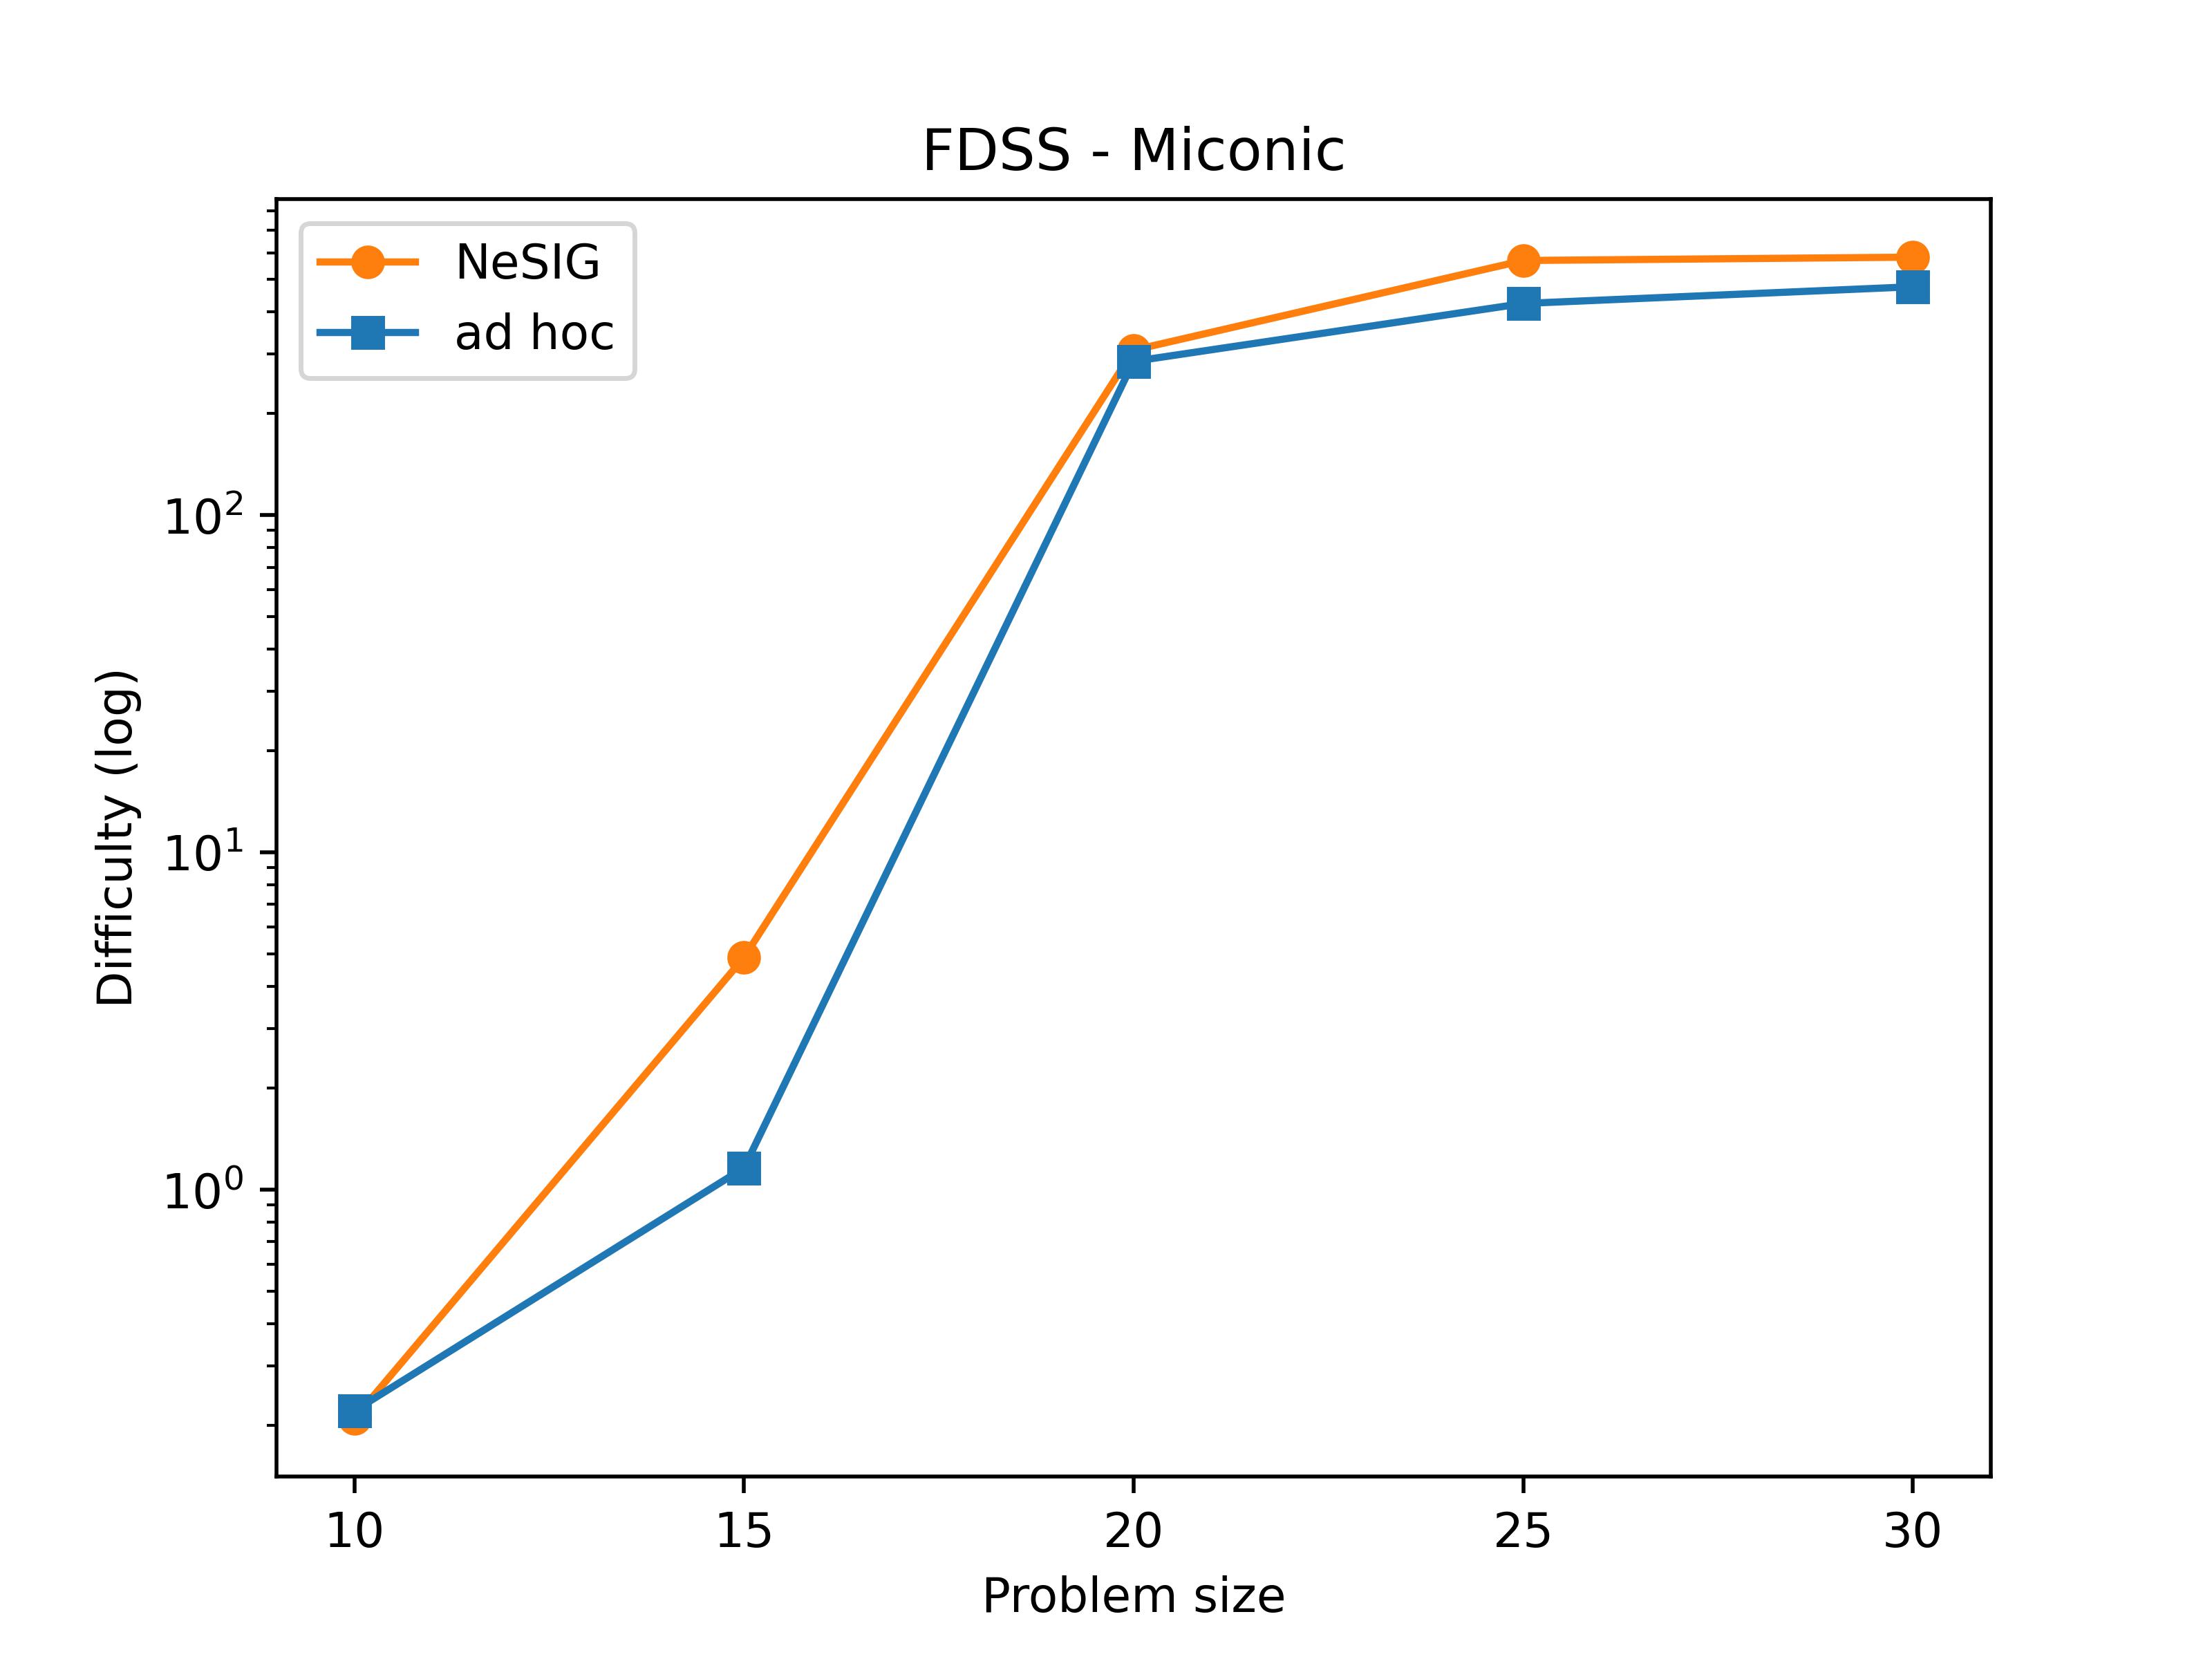 FDSS - Miconic
NeSIG
ad hoc
Difficulty (log)
10²
10¹
10⁰
10 15 20 25 30
Problem size